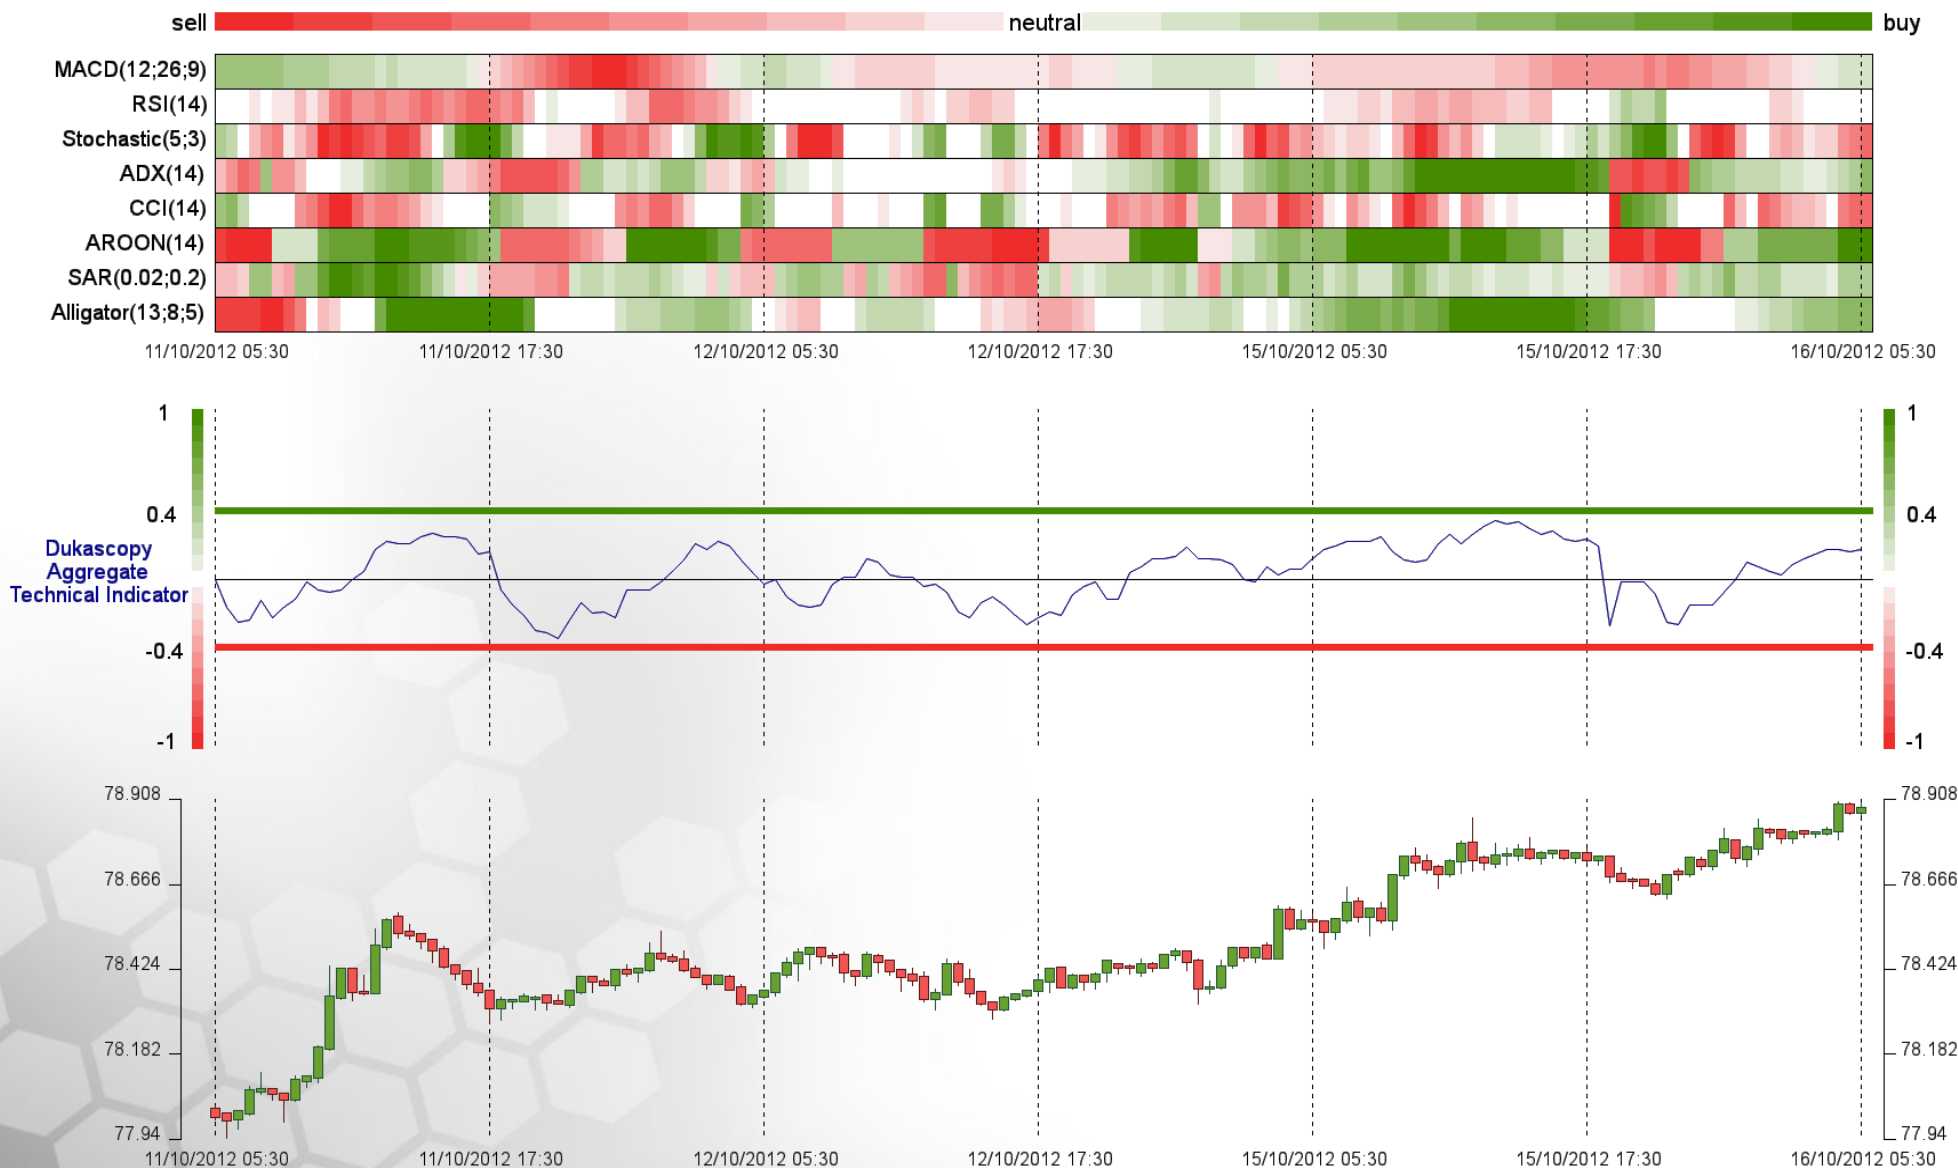 sell neutral buy
MACD(12;26;9)
RSI(14)
Stochastic(5;3)
ADX(14)
CCI(14)
AROON(14)
SAR(0.02;0.2)
Alligator(13;8;5)
11/10/2012 05:30 11/10/2012 17:30 12/10/2012 05:30 12/10/2012 17:30 15/10/2012 05:30 15/10/2012 17:30 16/10/2012 05:30
1 1
0.4 0.4
Dukascopy
Aggregate
Technical Indicator
-0.4 -0.4
-1 -1
78.908 78.908
78.666 78.666
78.424 78.424
78.182 78.182
77.94 77.94
11/10/2012 05:30 11/10/2012 17:30 12/10/2012 05:30 12/10/2012 17:30 15/10/2012 05:30 15/10/2012 17:30 16/10/2012 05:30